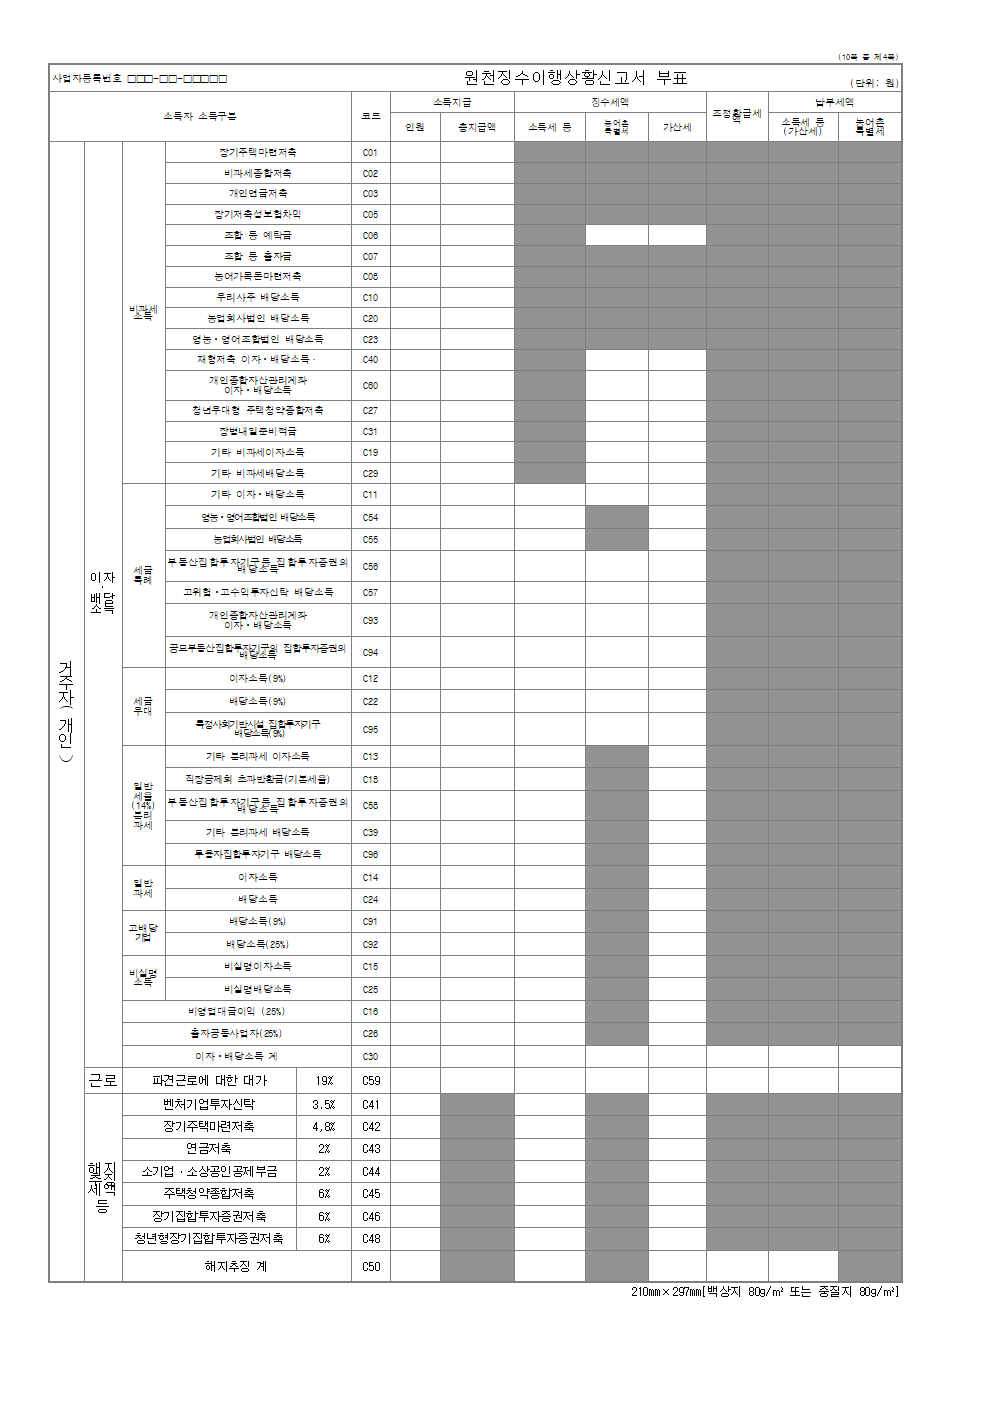 (10쪽 중 제4쪽)
사업자등록번호 □□□-□□-□□□□□ 원천징수이행상황신고서 부표 (단위: 원)
소득자 소득구분 코드 소득지급 징수세액 조정환급세액 납부세액
인원 총지급액 소득세 등 농어촌특별세 가산세 소득세 등(가산세) 농어촌특별세
거주자(개인)
이자·배당소득
비과세소득
장기주택마련저축 C01
비과세종합저축 C02
개인연금저축 C03
장기저축성보험차익 C05
조합 등 예탁금 C06
조합 등 출자금 C07
농어가목돈마련저축 C08
우리사주 배당소득 C10
농업회사법인 배당소득 C20
영농·영어조합법인 배당소득 C23
재형저축 이자·배당소득· C40
개인종합자산관리계좌
이자·배당소득 C60
청년우대형 주택청약종합저축 C27
장병내일준비적금 C31
기타 비과세이자소득 C19
기타 비과세배당소득 C29
세금특례
기타 이자·배당소득 C11
영농·영어조합법인 배당소득 C54
농업회사법인 배당소득 C55
부동산집합투자기구등 집합투자증권의
배당소득 C56
고위험·고수익투자신탁 배당소득 C57
개인종합자산관리계좌
이자·배당소득 C93
공모부동산집합투자기구의 집합투자증권의
배당소득 C94
세금우대
이자소득(9%) C12
배당소득(9%) C22
특정사회기반시설 집합투자기구
배당소득(9%) C95
일반세율(14%)분리과세
기타 분리과세 이자소득 C13
직장공제회 초과반환금(기본세율) C18
부동산집합투자기구등 집합투자증권의
배당소득 C58
기타 분리과세 배당소득 C39
투융자집합투자기구 배당소득 C96
일반과세
이자소득 C14
배당소득 C24
고배당기업
배당소득(9%) C91
배당소득(25%) C92
비실명소득
비실명이자소득 C15
비실명배당소득 C25
비영업대금이익 (25%) C16
출자공동사업자(25%) C26
이자·배당소득 계 C30
근로 파견근로에 대한 대가 19% C59
해지추징세액 등
벤처기업투자신탁 3.5% C41
장기주택마련저축 4,8% C42
연금저축 2% C43
소기업·소상공인공제부금 2% C44
주택청약종합저축 6% C45
장기집합투자증권저축 6% C46
청년형장기집합투자증권저축 6% C48
해지추징 계 C50
210mm×297mm[백상지 80g/㎡ 또는 중질지 80g/㎡]